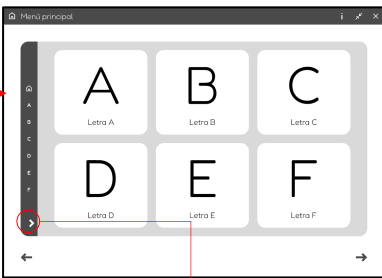 Menú principal
i
A
B
C
D
E
F
A
B
C
Letra A
Letra B
Letra C
D
E
F
Letra D
Letra E
Letra F